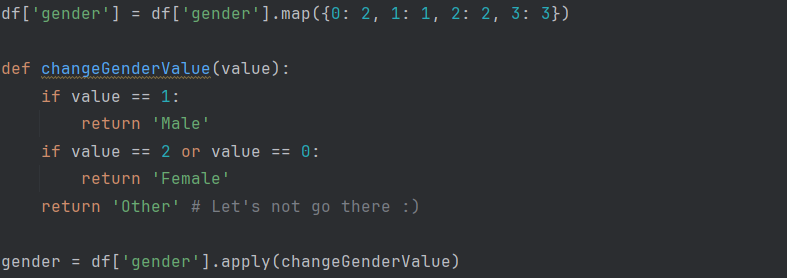 df['gender'] = df['gender'].map({0: 2, 1: 1, 2: 2, 3: 3})
def changeGenderValue(value):
    if value == 1:
        return 'Male'
    if value == 2 or value == 0:
        return 'Female'
    return 'Other' # Let's not go there :)
gender = df['gender'].apply(changeGenderValue)